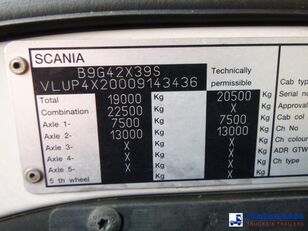 SCANIA
B9G42X39S
VLUP4X20009143436
Technically
permissible
Total 19000 Kg 20500 Kg
Combination 22500 Kg X Kg
Axle 1- 7500 Kg 7500 Kg
Axle 2- 13000 Kg 13000 Kg
Axle 3- X Kg X Kg
Axle 4- X Kg X Kg
Axle 5- X Kg X Kg
5 th wheel X Kg X Kg
Cab type
Serial no
Approval
Cab col
Ch No
Ch colour
ADR GTW
Ch type
TRUCKS & TRAILERS